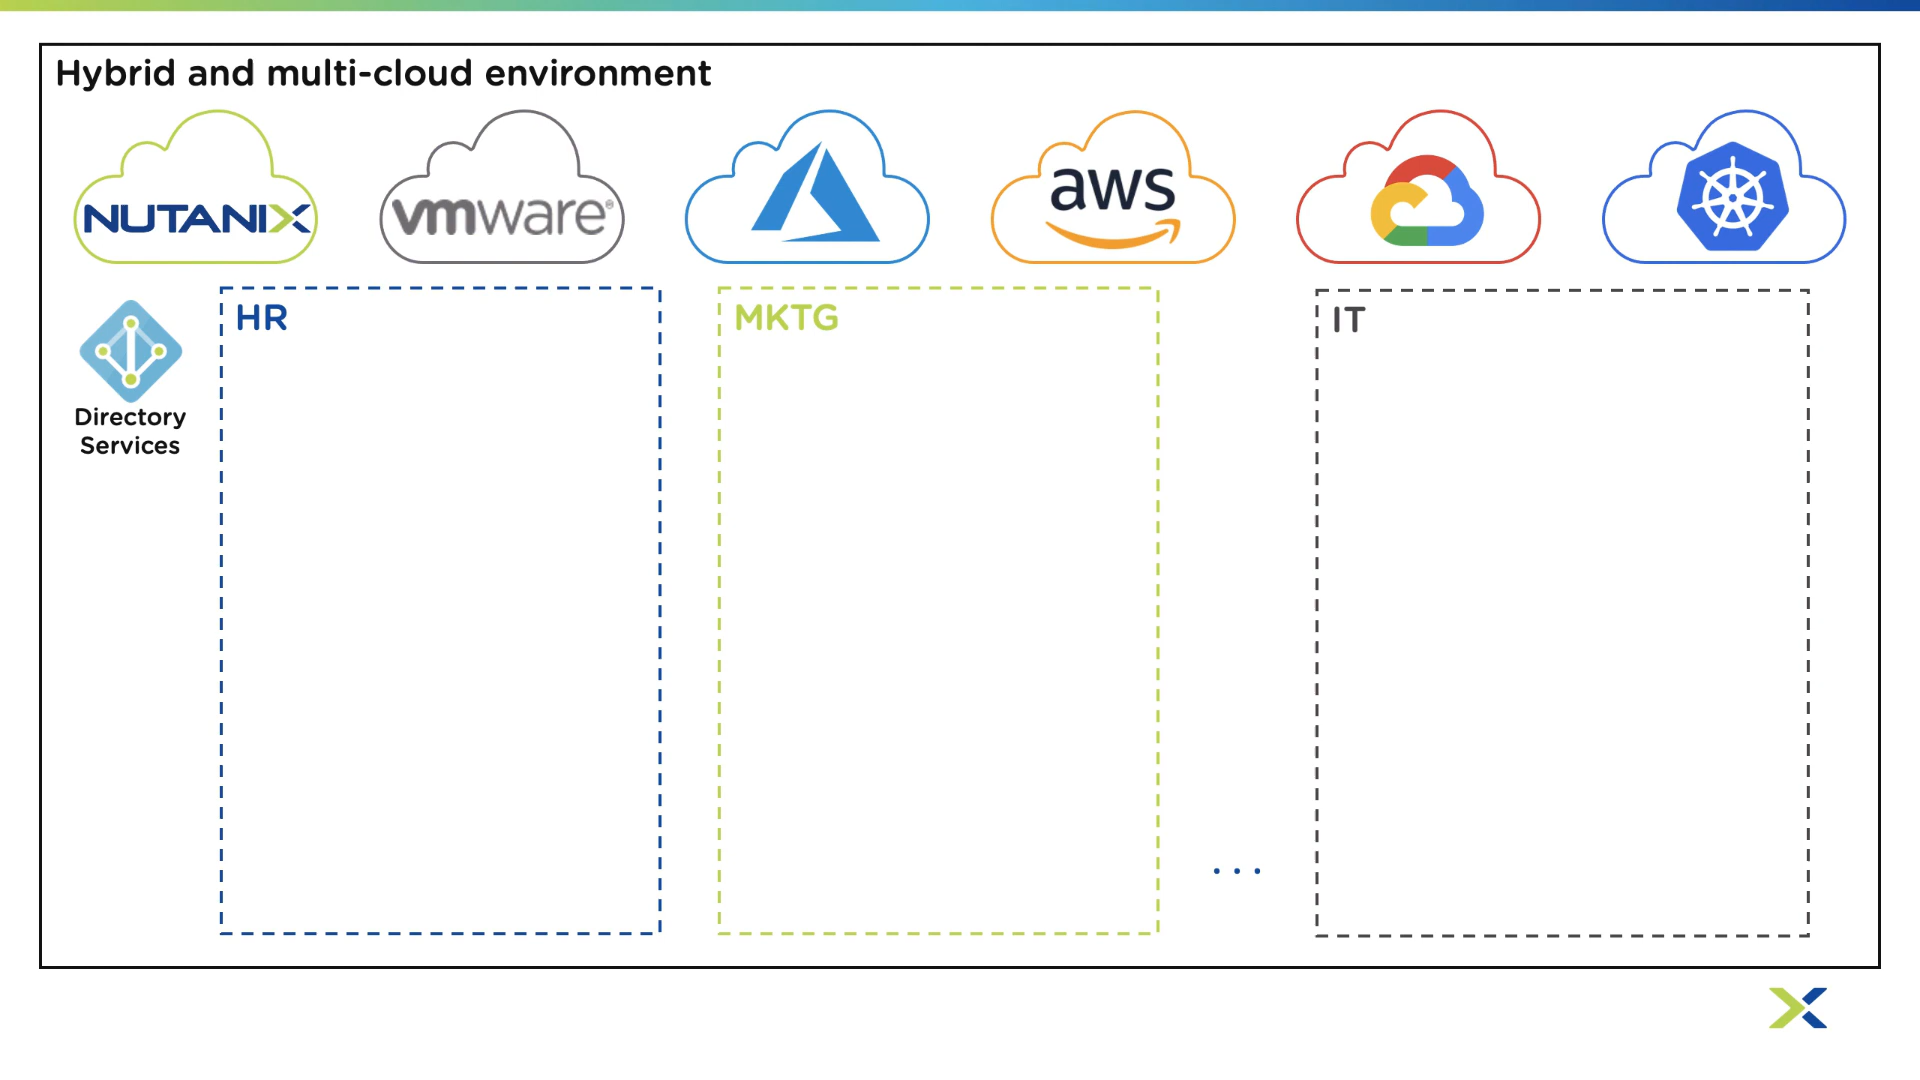 Hybrid and multi-cloud environment
NUTANIX
vmware®
aws
HR
MKTG
IT
Directory
Services
...